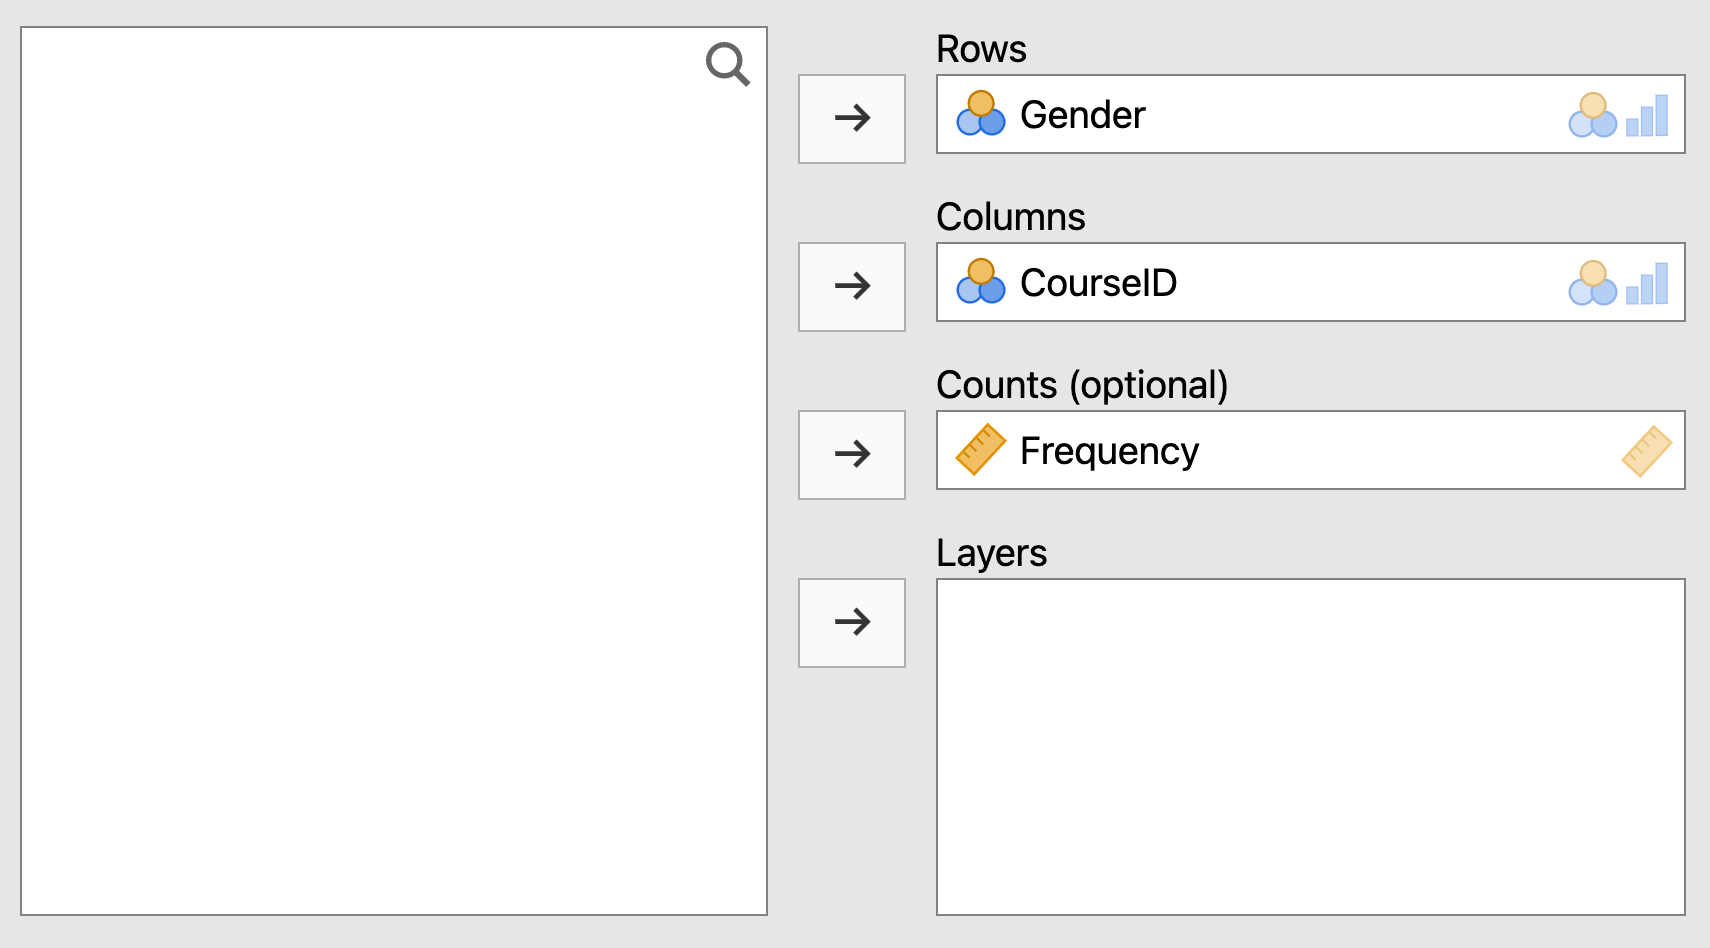 Rows
Gender
Columns
CourseID
Counts (optional)
Frequency
Layers